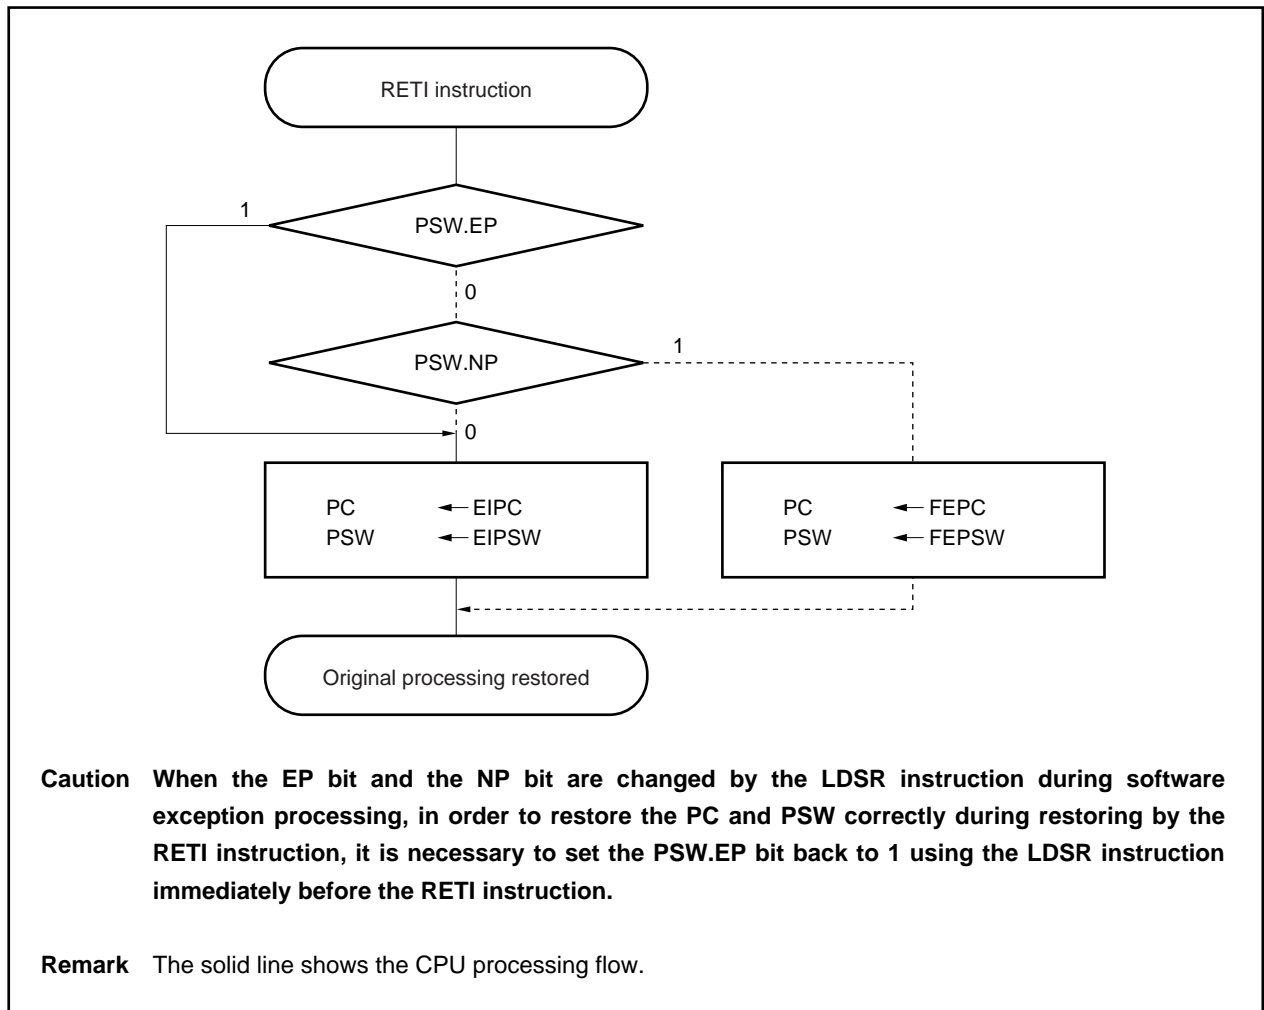 RETI instruction
1
PSW.EP
0
1
PSW.NP
0
PC ← EIPC
PSW ← EIPSW
PC ← FEPC
PSW ← FEPSW
Original processing restored
Caution When the EP bit and the NP bit are changed by the LDSR instruction during software
exception processing, in order to restore the PC and PSW correctly during restoring by the
RETI instruction, it is necessary to set the PSW.EP bit back to 1 using the LDSR instruction
immediately before the RETI instruction.
Remark The solid line shows the CPU processing flow.